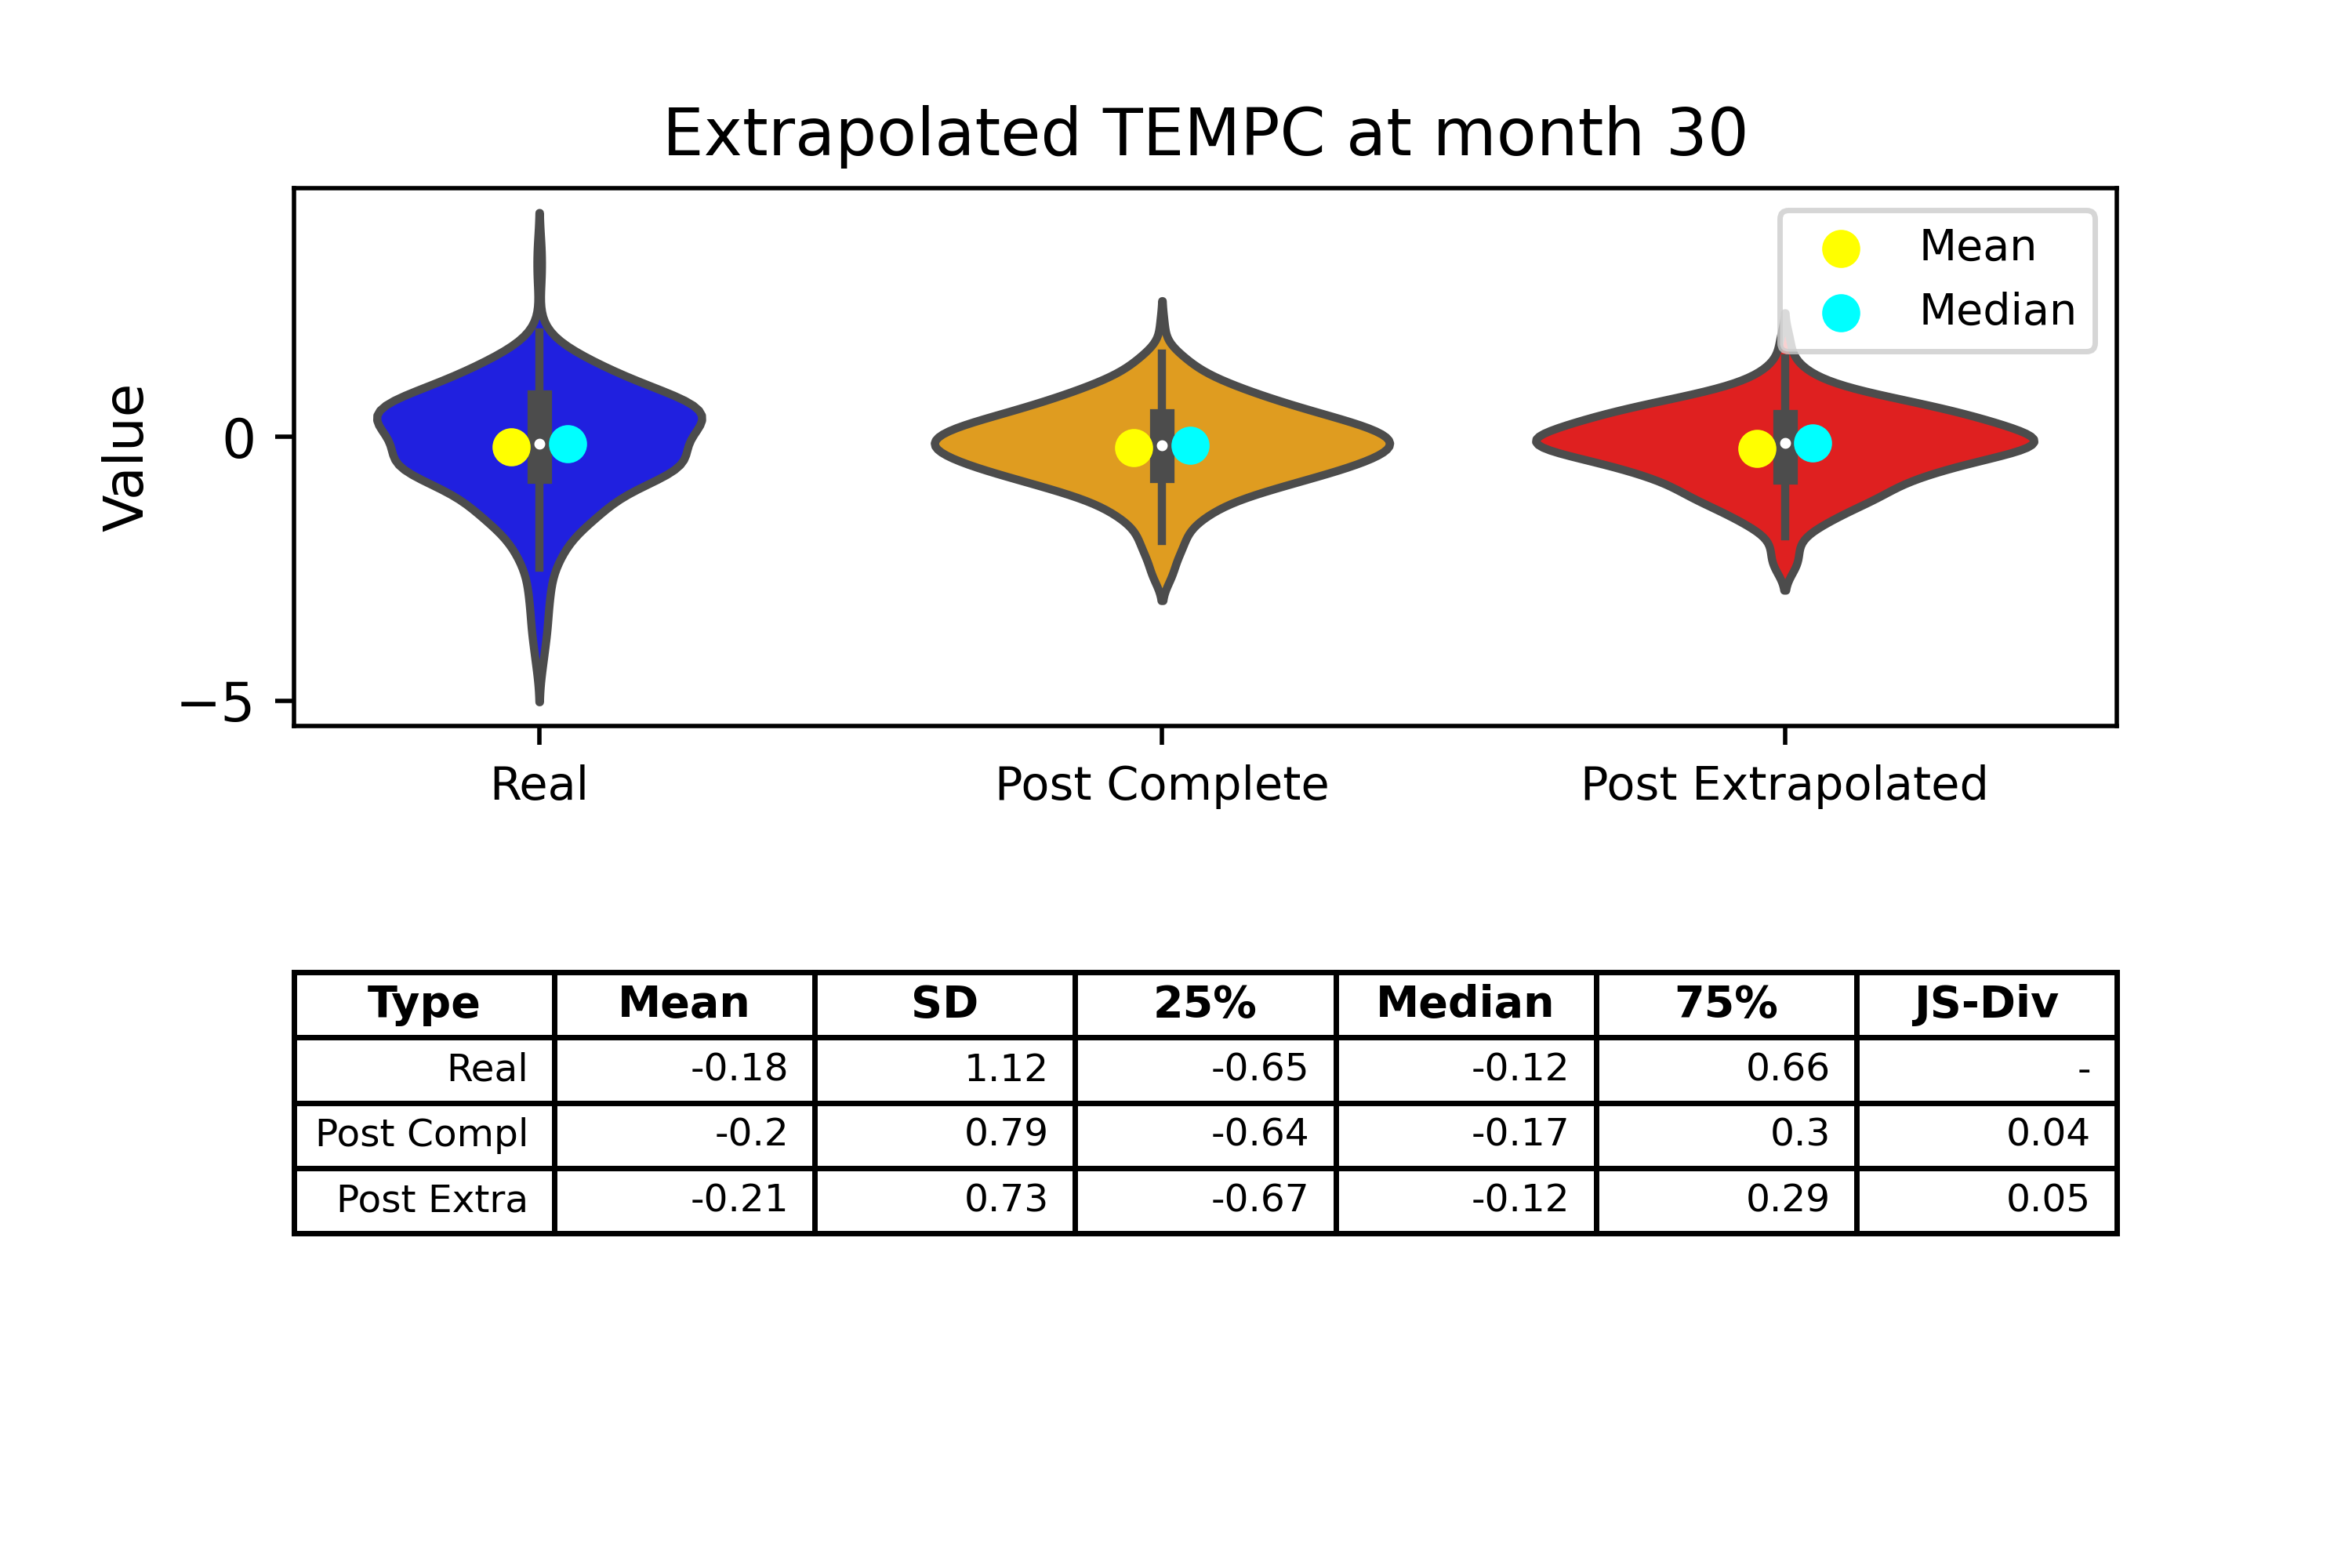 Extrapolated TEMPC at month 30
Mean
Median
Value
0
−5
Real Post Complete Post Extrapolated
Type Mean SD 25% Median 75% JS-Div
Real -0.18 1.12 -0.65 -0.12 0.66 -
Post Compl -0.2 0.79 -0.64 -0.17 0.3 0.04
Post Extra -0.21 0.73 -0.67 -0.12 0.29 0.05